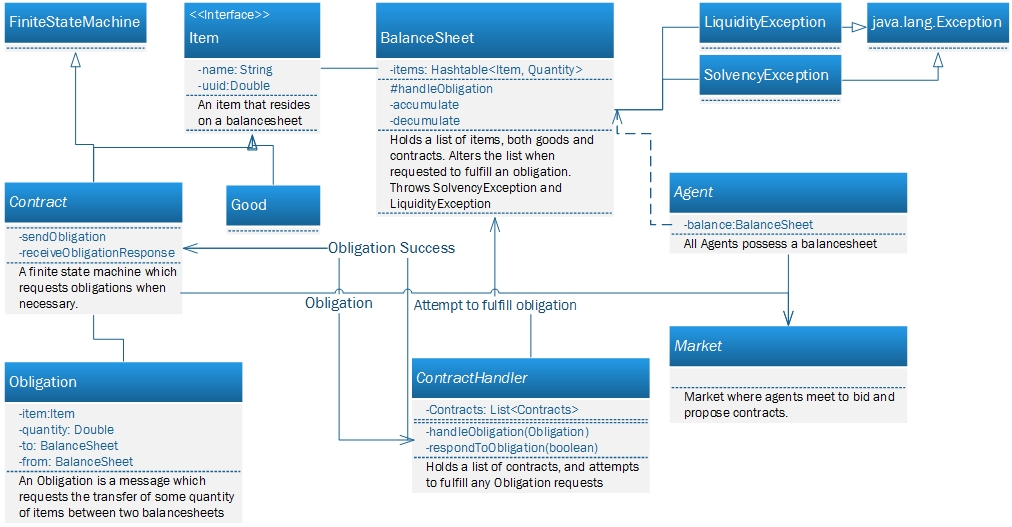 FiniteStateMachine
<<Interface>>
Item
-name: String
-uuid:Double
An item that resides
on a balancesheet
BalanceSheet
-items: Hashtable<Item, Quantity>
#handleObligation
-accumulate
-decumulate
Holds a list of items, both goods and
contracts. Alters the list when
requested to fulfill an obligation.
Throws SolvencyException and
LiquidityException
LiquidityException
java.lang.Exception
SolvencyException
Contract
-sendObligation
-receiveObligationResponse
A finite state machine which
requests obligations when
necessary.
Good
Agent
-balance:BalanceSheet
All Agents possess a balancesheet
Obligation Success
Obligation
Attempt to fulfill obligation
Market
Market where agents meet to bid and
propose contracts.
Obligation
-item:Item
-quantity: Double
-to: BalanceSheet
-from: BalanceSheet
An Obligation is a message which
requests the transfer of some quantity
of items between two balancesheets
ContractHandler
-Contracts: List<Contracts>
-handleObligation(Obligation)
-respondToObligation(boolean)
Holds a list of contracts, and attempts
to fulfill any Obligation requests